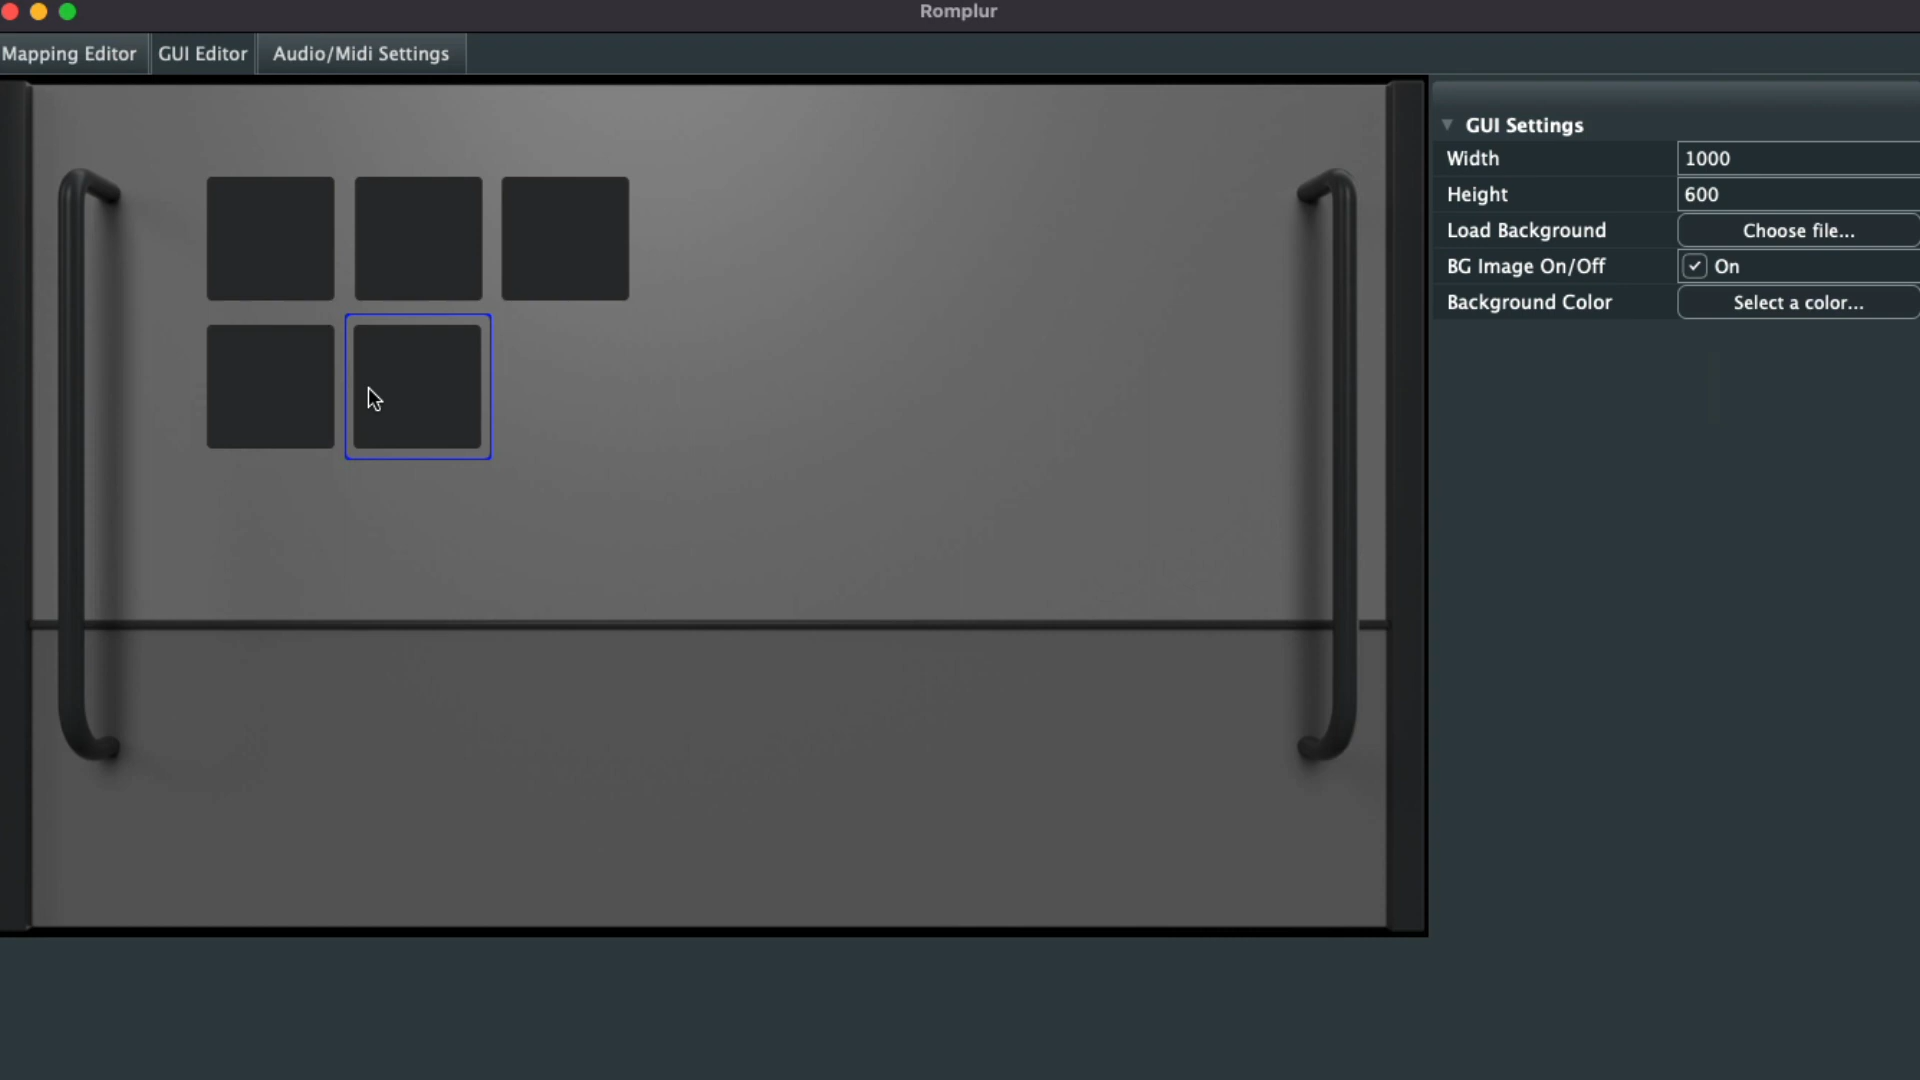 Romplur
Mapping Editor GUI Editor Audio/Midi Settings
GUI Settings
Width 1000
Height 600
Load Background Choose file...
BG Image On/Off On
Background Color Select a color...